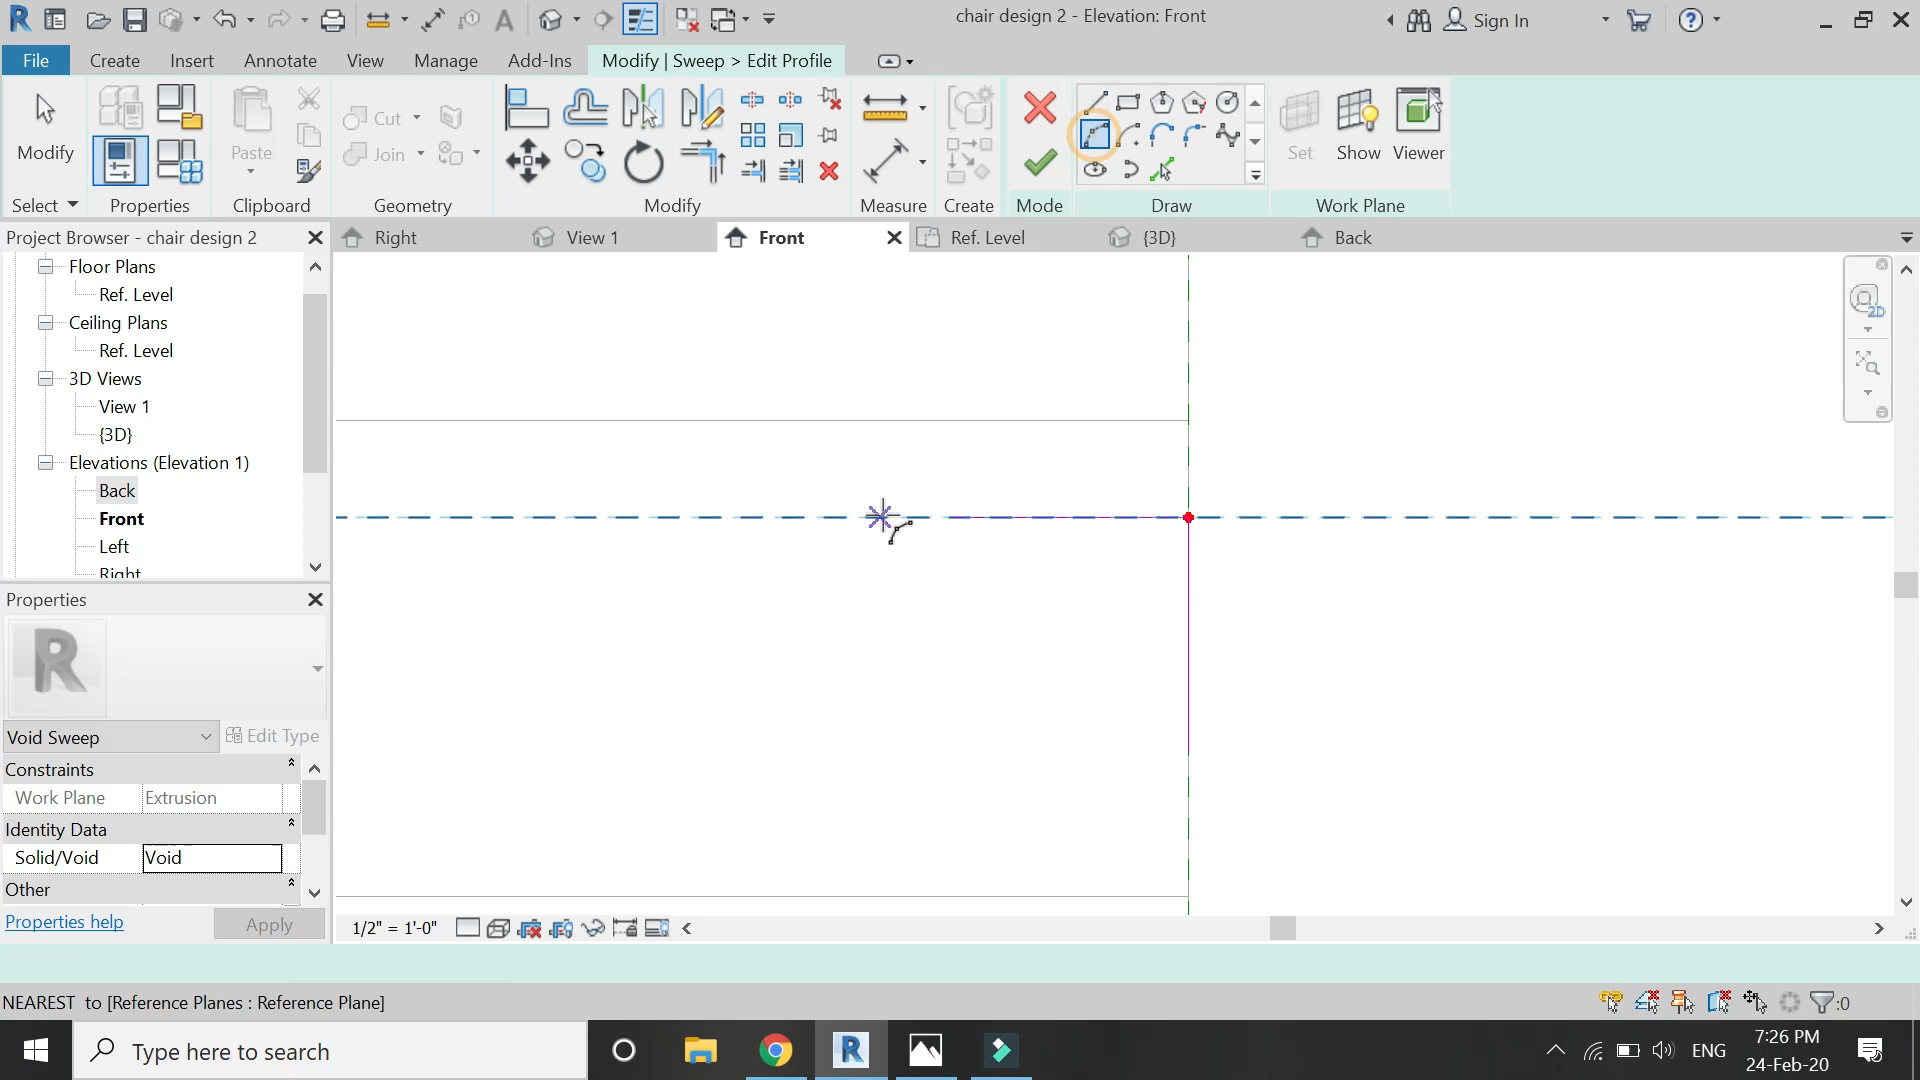 chair design 2 - Elevation: Front
Sign In
File
Create
Insert
Annotate
View
Manage
Add-Ins
Modify | Sweep > Edit Profile
Modify
Paste
Cut
Join
Set
Show
Viewer
Select
Properties
Clipboard
Geometry
Modify
Measure
Create
Mode
Draw
Work Plane
Project Browser - chair design 2
Right
View 1
Front
Ref. Level
{3D}
Back
Floor Plans
Ref. Level
Ceiling Plans
Ref. Level
3D Views
View 1
{3D}
Elevations (Elevation 1)
Back
Front
Left
Right
Properties
R
Void Sweep
Edit Type
Constraints
Work Plane
Extrusion
Identity Data
Solid/Void
Void
Other
Properties help
Apply
2D
1/2" = 1'-0"
NEAREST  to [Reference Planes : Reference Plane]
:0
Type here to search
ENG
7:26 PM
24-Feb-20